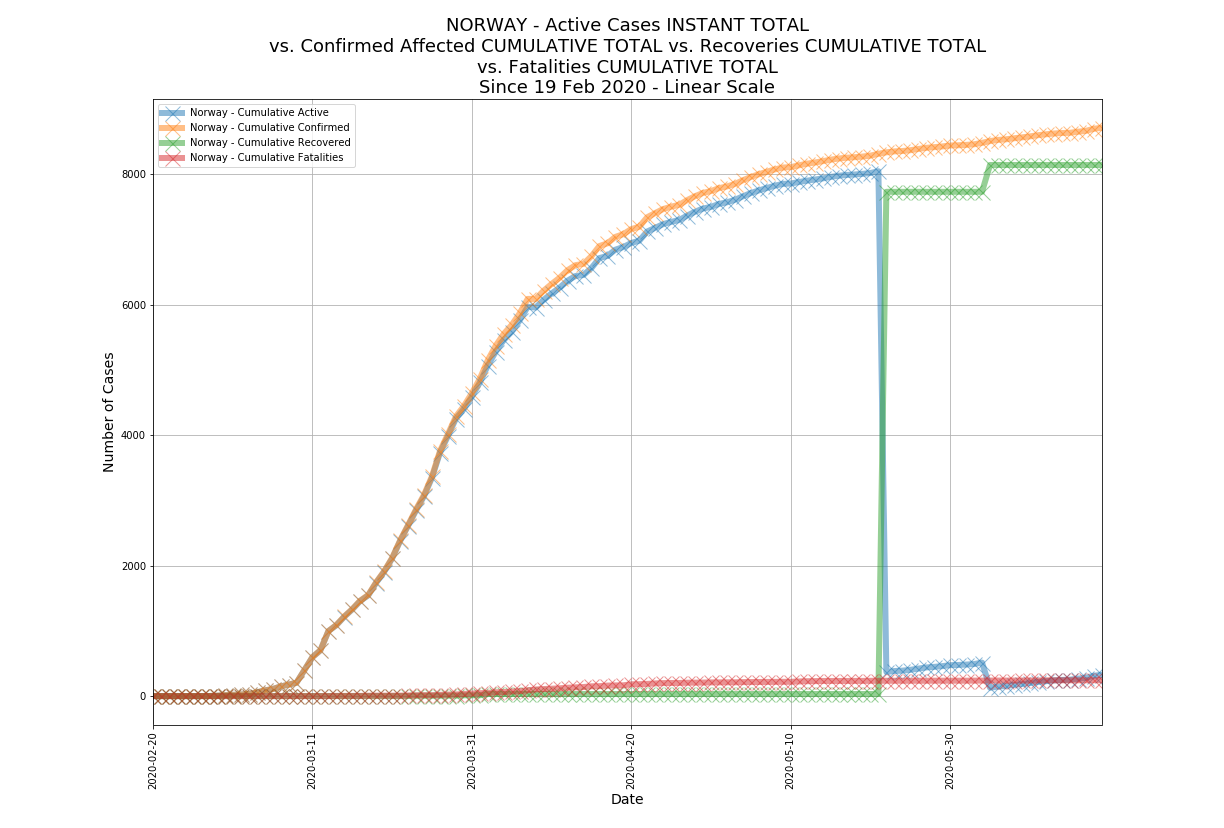 NORWAY - Active Cases INSTANT TOTAL
vs. Confirmed Affected CUMULATIVE TOTAL vs. Recoveries CUMULATIVE TOTAL
vs. Fatalities CUMULATIVE TOTAL
Since 19 Feb 2020 - Linear Scale
Norway - Cumulative Active
Norway - Cumulative Confirmed
Norway - Cumulative Recovered
Norway - Cumulative Fatalities
Number of Cases
8000
6000
4000
2000
0
2020-02-20
2020-03-11
2020-03-31
2020-04-20
2020-05-10
2020-05-30
Date